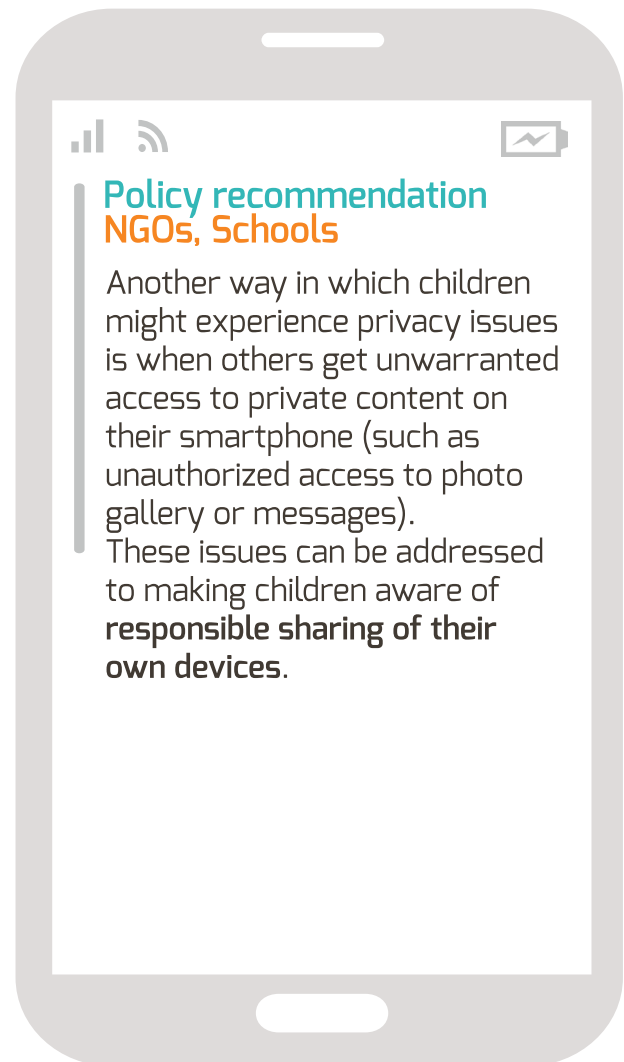 Policy recommendation
NGOs, Schools
Another way in which children
might experience privacy issues
is when others get unwarranted
access to private content on
their smartphone (such as
unauthorized access to photo
gallery or messages).
These issues can be addressed
to making children aware of
responsible sharing of their
own devices.